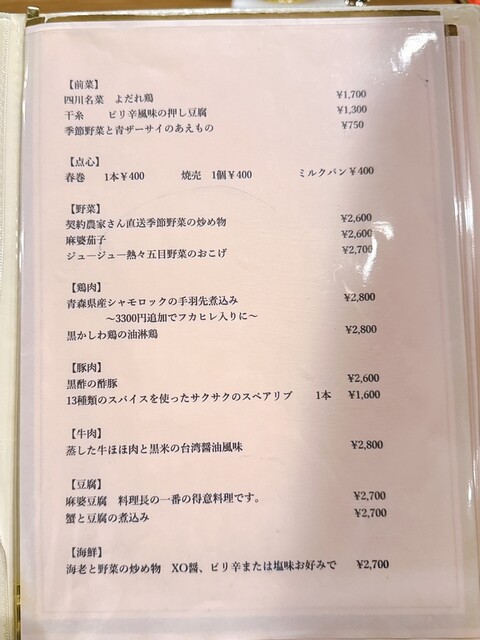 【前菜】
四川名菜 よだれ鶏 ¥1,700
干糸 ピリ辛風味の押し豆腐 ¥1,300
季節野菜と青ザーサイのあえもの ¥750
【点心】
春巻 1本¥400 焼売 1個¥400 ミルクパン¥400
【野菜】
契約農家さん直送季節野菜の炒め物 ¥2,600
麻婆茄子 ¥2,600
ジュージュー熱々五目野菜のおこげ ¥2,700
【鶏肉】
青森県産シャモロックの手羽先煮込み ¥2,800
～3300円追加でフカヒレ入りに～
黒かしわ鶏の油淋鶏 ¥2,800
【豚肉】
黒酢の酢豚 ¥2,600
13種類のスパイスを使ったサクサクのスペアリブ 1本 ¥1,600
【牛肉】
蒸した牛ほほ肉と黒米の台湾醤油風味 ¥2,800
【豆腐】
麻婆豆腐 料理長の一番の得意料理です。 ¥2,700
蟹と豆腐の煮込み ¥2,700
【海鮮】
海老と野菜の炒め物 XO醤、ピリ辛または塩味お好みで ¥2,700